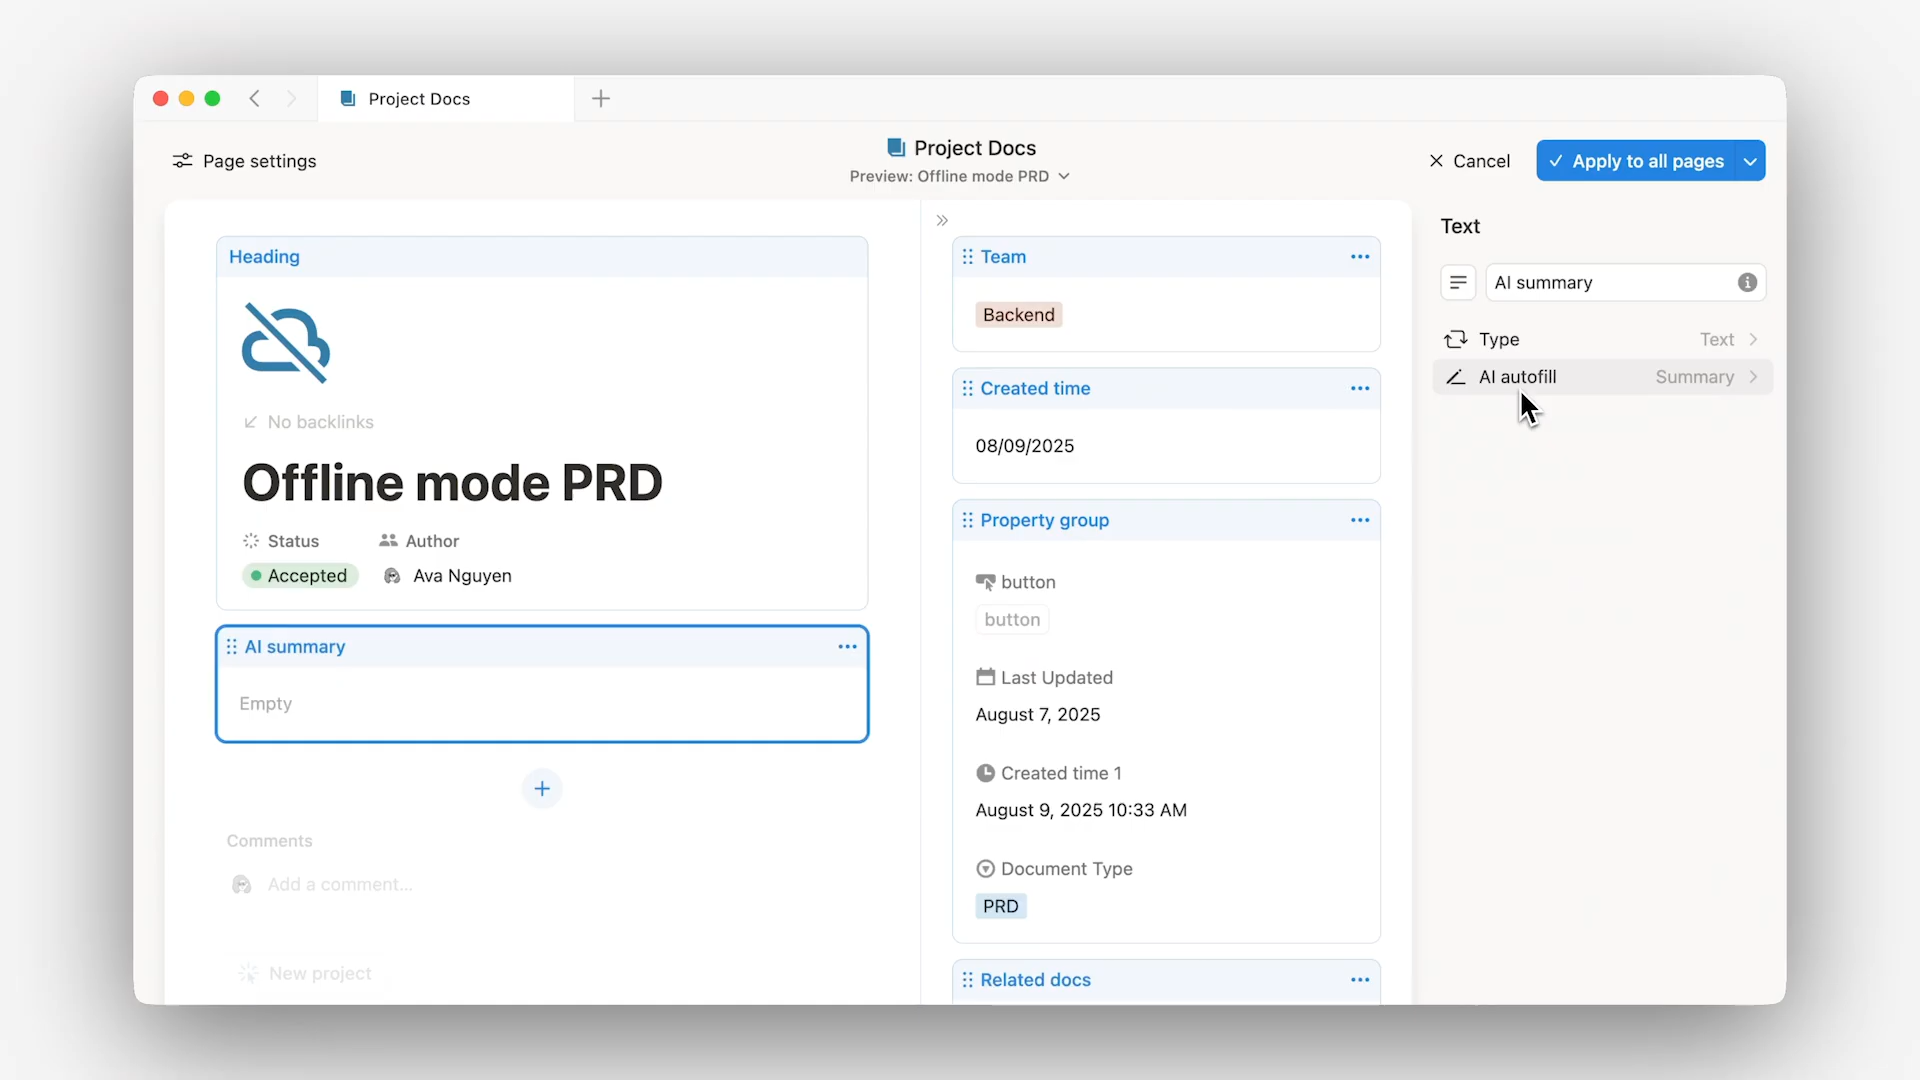 Project Docs
Page settings
Project Docs
Preview: Offline mode PRD
Cancel
Apply to all pages
Heading
No backlinks
Offline mode PRD
Status Author
Accepted Ava Nguyen
AI summary
Empty
Comments
Add a comment...
New project
Team
Backend
Created time
08/09/2025
Property group
button
button
Last Updated
August 7, 2025
Created time 1
August 9, 2025 10:33 AM
Document Type
PRD
Related docs
Text
AI summary
Type Text
AI autofill Summary